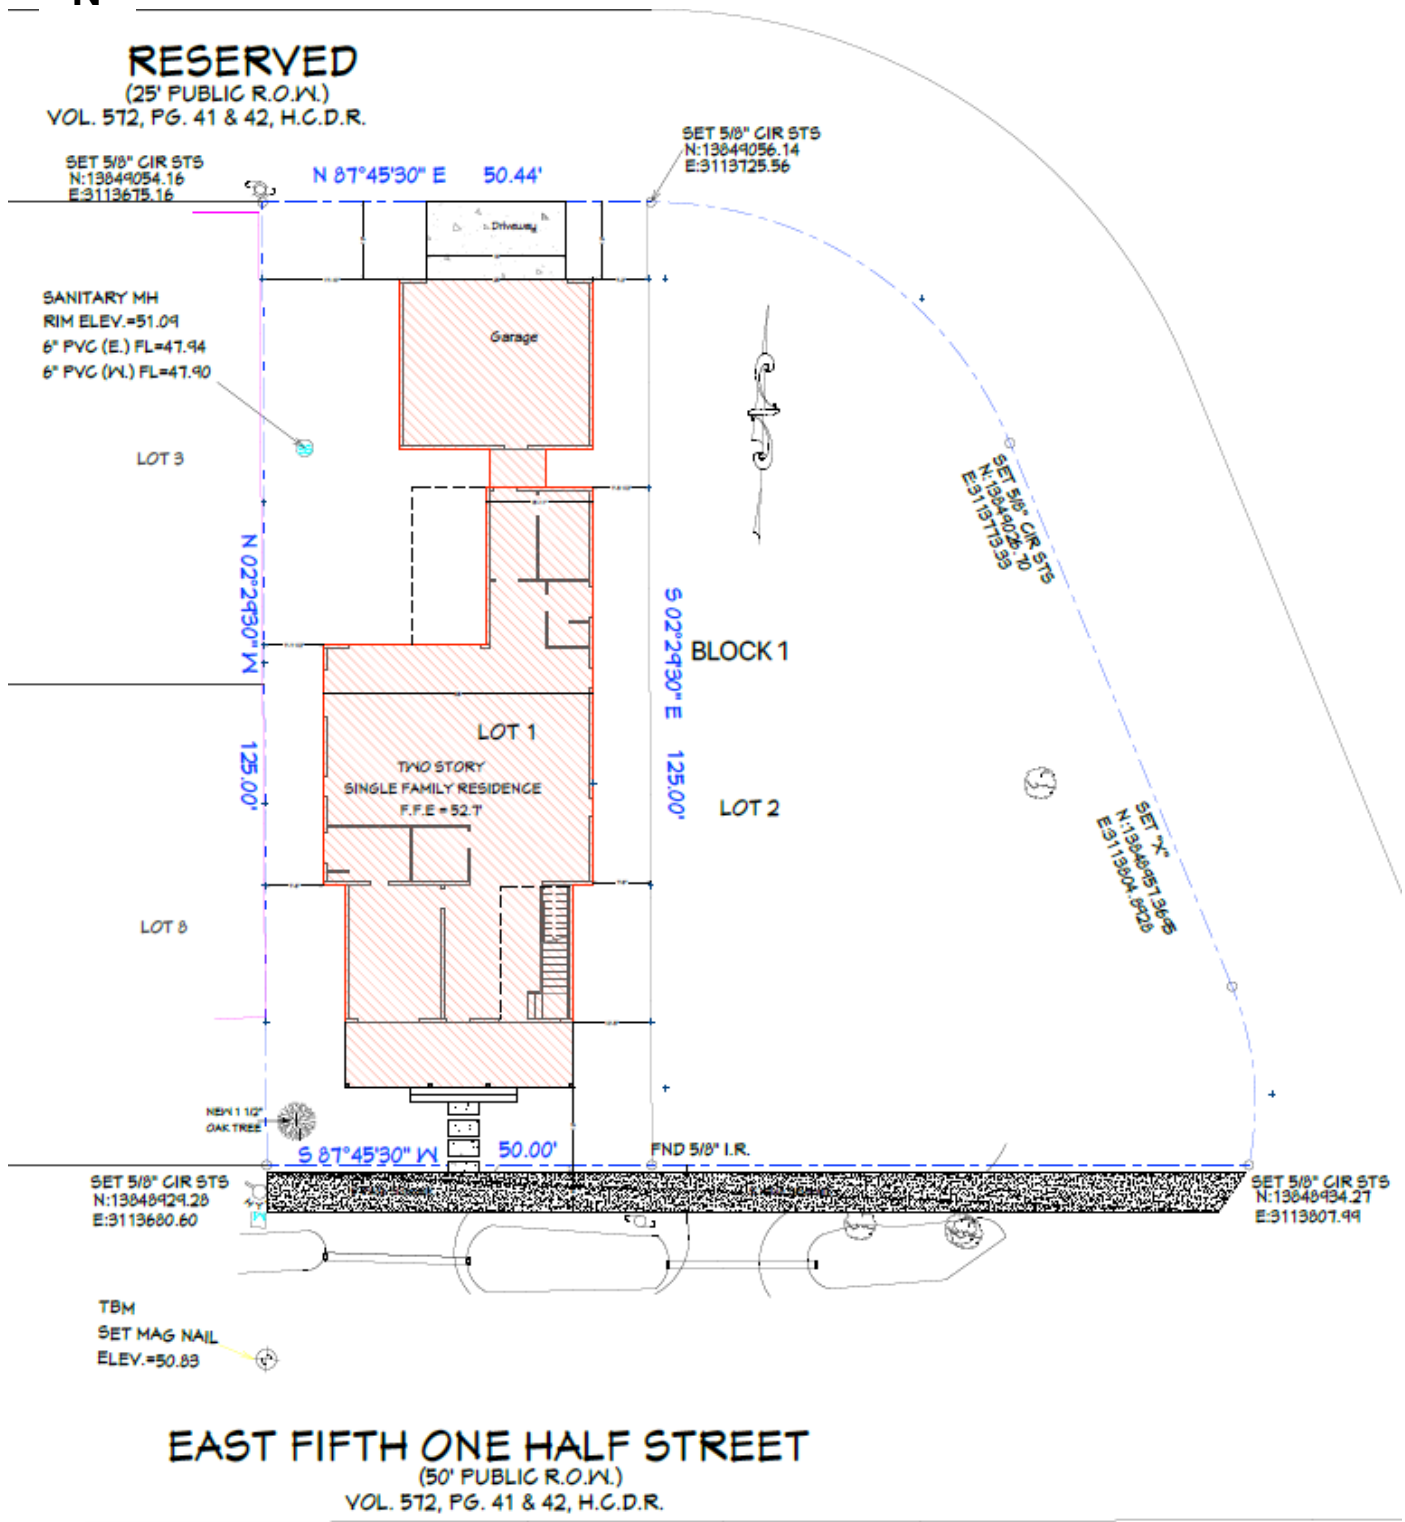 N
RESERVED
(25' PUBLIC R.O.W.)
VOL. 572, PG. 41 & 42, H.C.D.R.
SET 5/8" CIR STS
N:13849054.16
E:3113675.16
N 87°45'30" E 50.44'
SET 5/8" CIR STS
N:13849056.14
E:3113725.56
Driveway
SANITARY MH
RIM ELEV.=51.09
6" PVC (E.) FL=47.94
6" PVC (W.) FL=47.90
Garage
LOT 3
SET 5/8" CIR STS
N:13849026.70
E:3113773.33
N 02°29'30" W 125.00'
S 02°29'30" E 125.00'
BLOCK 1
LOT 1
TWO STORY
SINGLE FAMILY RESIDENCE
F.F.E = 52.7'
LOT 2
SET "X"
N:13848957.3695
E:3113804.8928
LOT 8
NEW 1 1/2"
OAK TREE
S 87°45'30" W 50.00'
FND 5/8" I.R.
SET 5/8" CIR STS
N:13848929.28
E:3113680.60
SET 5/8" CIR STS
N:13848934.27
E:3113807.99
TBM
SET MAG NAIL
ELEV.=50.83
EAST FIFTH ONE HALF STREET
(50' PUBLIC R.O.W.)
VOL. 572, PG. 41 & 42, H.C.D.R.